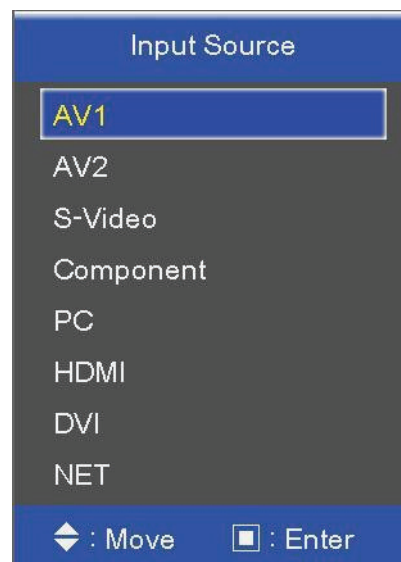 Input Source
AV1
AV2
S-Video
Component
PC
HDMI
DVI
NET
: Move : Enter